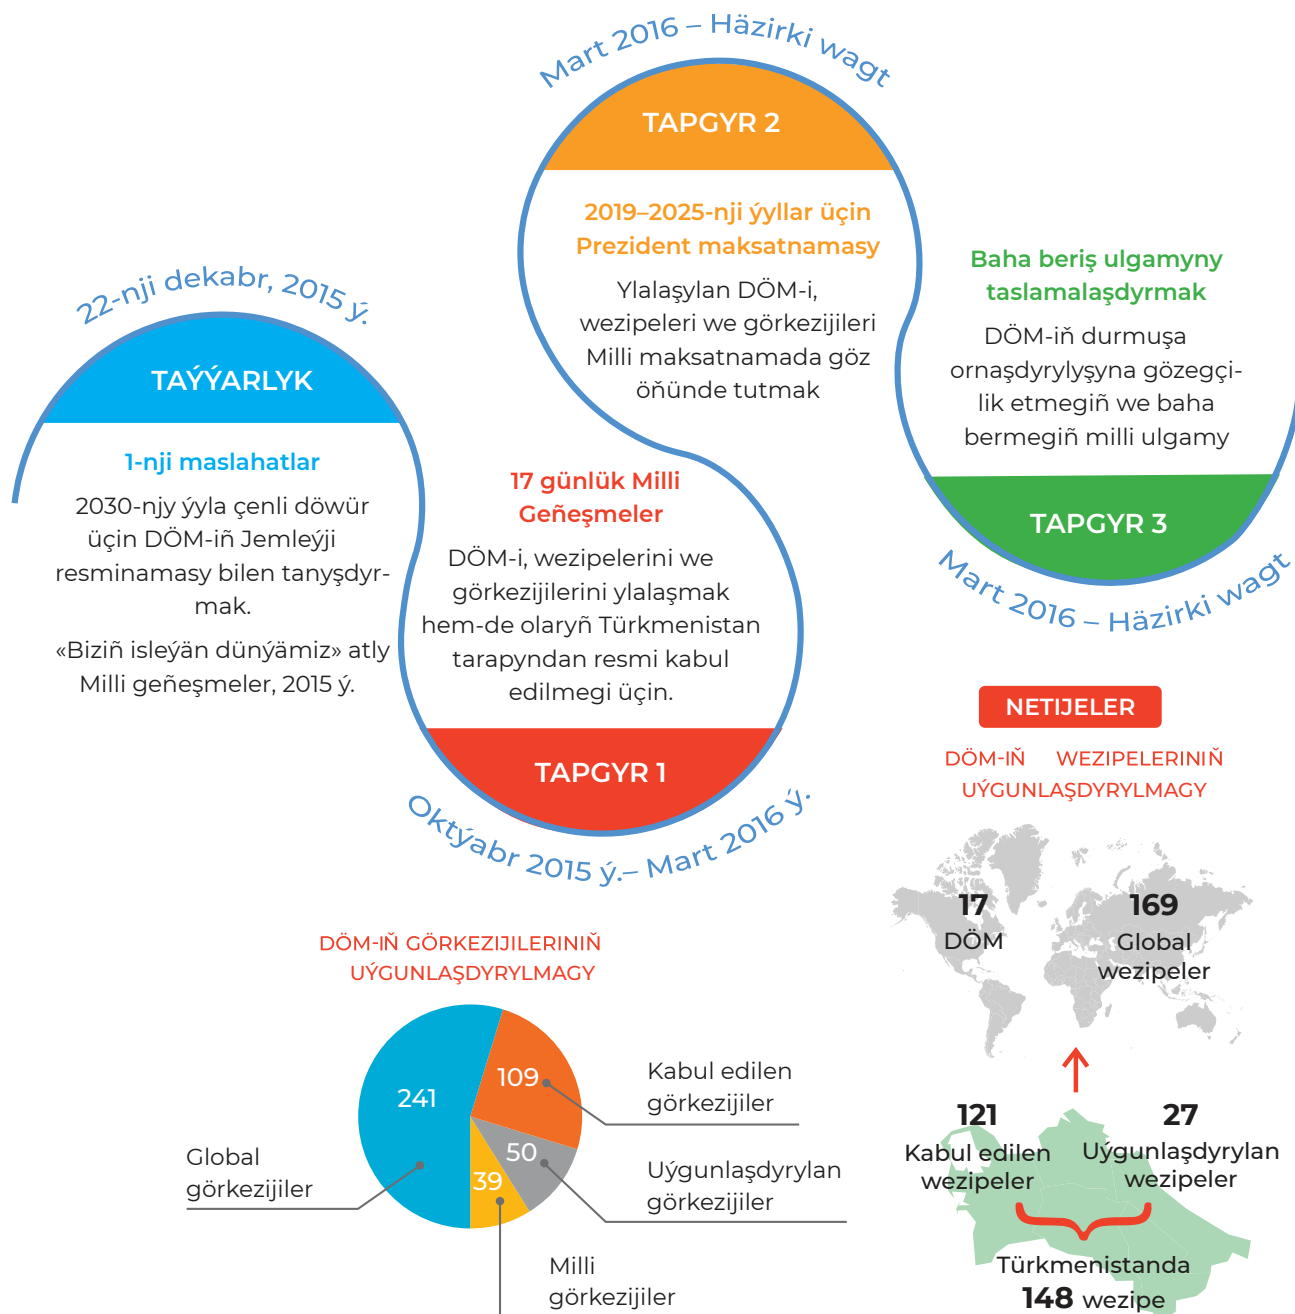 22-nji dekabr, 2015 ý.
TAÝÝARLYK
1-nji maslahatlar
2030-njy ýyla çenli döwür
üçin DÖM-iň Jemleýji
resminamasy bilen tanyşdyr-
mak.
«Biziň isleýän dünýämiz» atly
Milli geňeşmeler, 2015 ý.
17 günlük Milli
Geňeşmeler
DÖM-i, wezipelerini we
görkezijilerini ylalaşmak
hem-de olaryň Türkmenistan
tarapyndan resmi kabul
edilmegi üçin.
TAPGYR 1
Oktýabr 2015 ý.– Mart 2016 ý.
Mart 2016 – Häzirki wagt
TAPGYR 2
2019–2025-nji ýyllar üçin
Prezident maksatnamasy
Ylalaşylan DÖM-i,
wezipeleri we görkezijileri
Milli maksatnamada göz
öňünde tutmak
Baha beriş ulgamyny
taslamalaşdyrmak
DÖM-iň durmuşa
ornaşdyrylyşyna gözegçi-
lik etmegiň we baha
bermegiň milli ulgamy
TAPGYR 3
Mart 2016 – Häzirki wagt
DÖM-IŇ GÖRKEZIJILERINIŇ
UÝGUNLAŞDYRYLMAGY
241
109
50
39
Kabul edilen
görkezijiler
Uýgunlaşdyrylan
görkezijiler
Global
görkezijiler
Milli
görkezijiler
NETIJELER
DÖM-IŇ WEZIPELERINIŇ
UÝGUNLAŞDYRYLMAGY
17
DÖM
169
Global
wezipeler
121
Kabul edilen
wezipeler
27
Uýgunlaşdyrylan
wezipeler
Türkmenistanda
148 wezipe